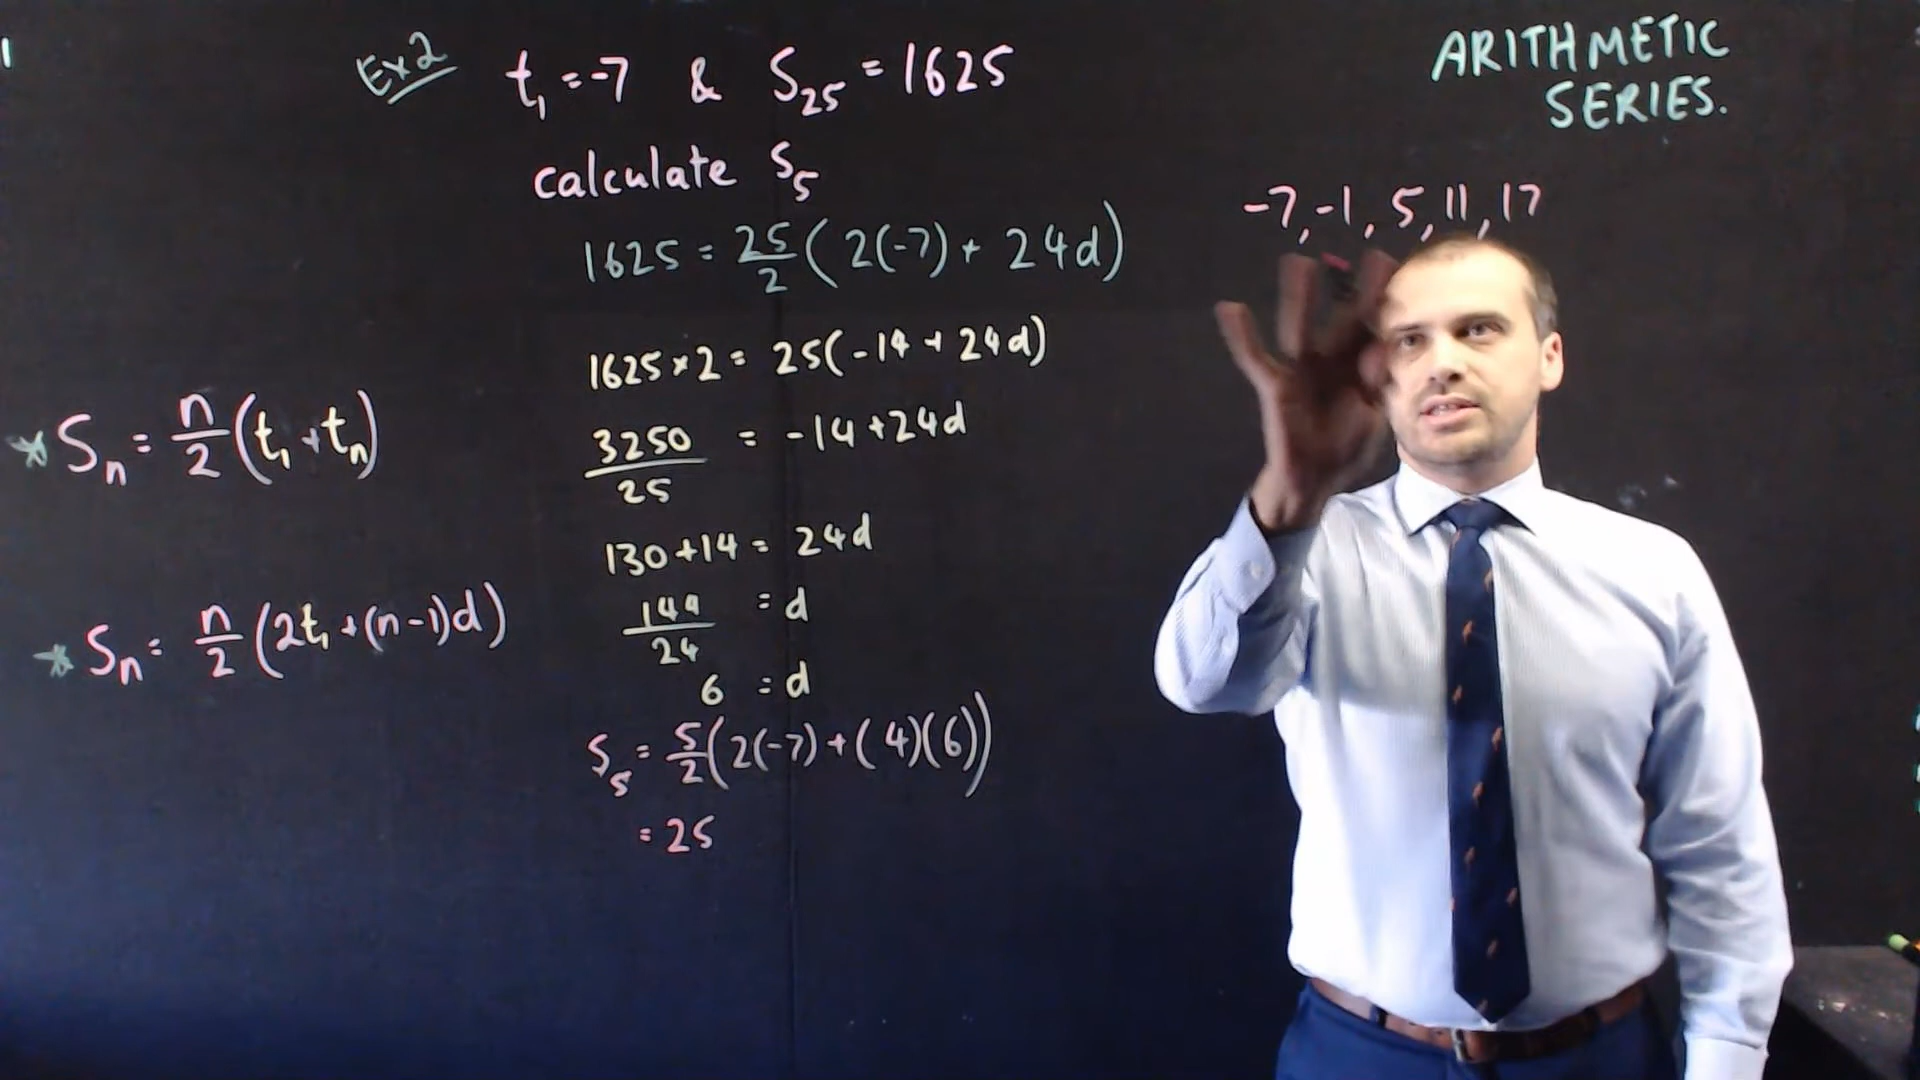 Ex 2 t₁ = -7 & S₂₅ = 1625
calculate S₅
1625 = 25/2 ( 2(-7) + 24d )
1625 × 2 = 25( -14 + 24d )
3250/25 = -14 + 24d
130 + 14 = 24d
144/24 = d
6 = d
S₅ = 5/2 ( 2(-7) + ( 4)(6) )
= 25
* Sₙ = n/2 ( t₁ + tₙ )
* Sₙ = n/2 ( 2t₁ + (n-1)d )
ARITHMETIC
SERIES.
-7, -1, 5, 11, 17